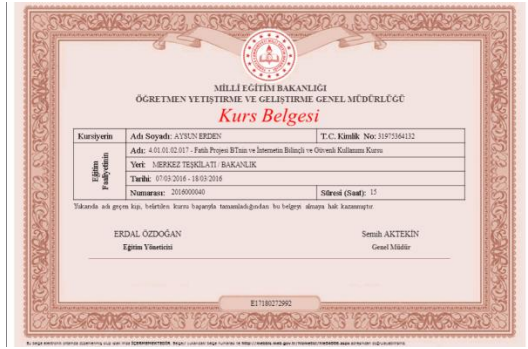 MİLLİ EĞİTİM BAKANLIĞI
ÖĞRETMEN YETİŞTİRME VE GELİŞTİRME GENEL MÜDÜRLÜĞÜ
Kurs Belgesi
Kursiyerin Adı Soyadı: AYSUN ERDEN T.C. Kimlik No: 31975364132
Eğitim Faaliyetinin
Adı: 4.01.01.02.017 - Fatih Projesi BTnin ve İnternetin Bilinçli ve Güvenli Kullanımı Kursu
Yeri: MERKEZ TEŞKİLATI / BAKANLIK
Tarihi: 07/03/2016 - 18/03/2016
Numarası: 2016000040 Süresi (Saat): 15
Yukarıda adı geçen kişi, belirtilen kursu başarıyla tamamladığından bu belgeyi almaya hak kazanmıştır.
ERDAL ÖZDOĞAN Semih AKTEKİN
Eğitim Yöneticisi Genel Müdür
E17180272992